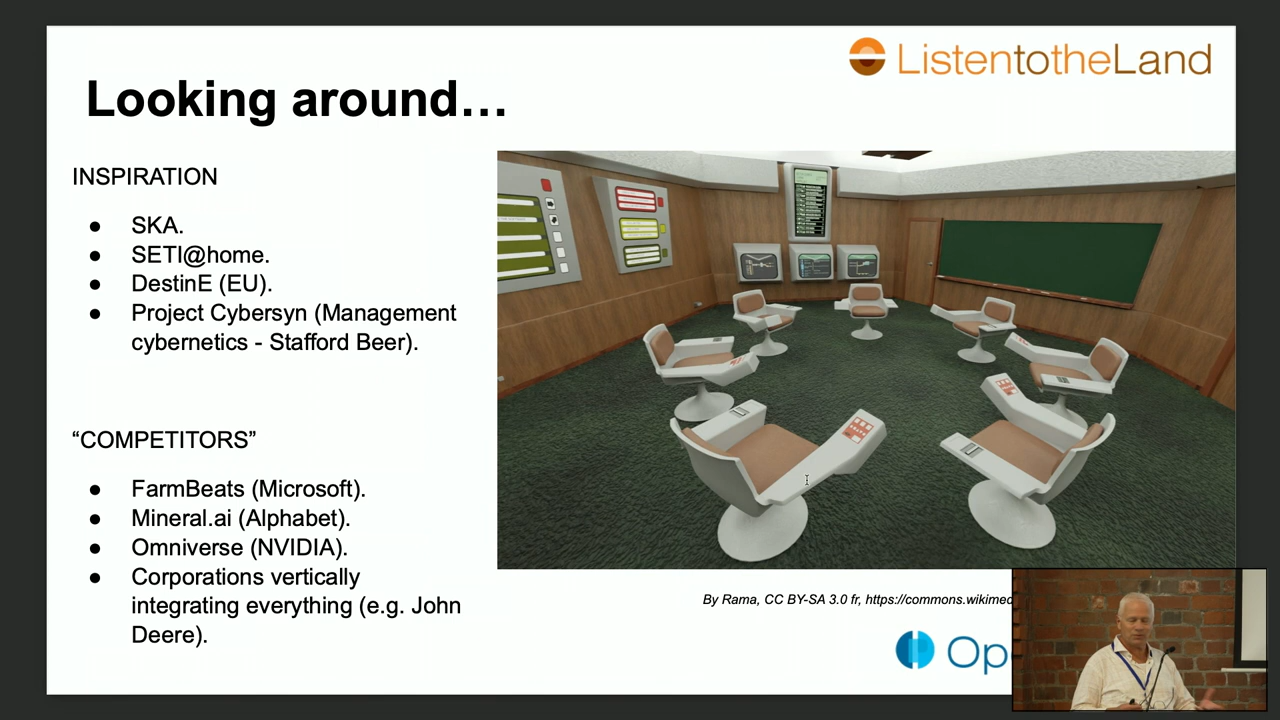 ListentotheLand
Looking around…
INSPIRATION
● SKA.
● SETI@home.
● DestinE (EU).
● Project Cybersyn (Management
cybernetics - Stafford Beer).
“COMPETITORS”
● FarmBeats (Microsoft).
● Mineral.ai (Alphabet).
● Omniverse (NVIDIA).
● Corporations vertically
integrating everything (e.g. John
Deere).
By Rama, CC BY-SA 3.0 fr, https://commons.wikimed
Op